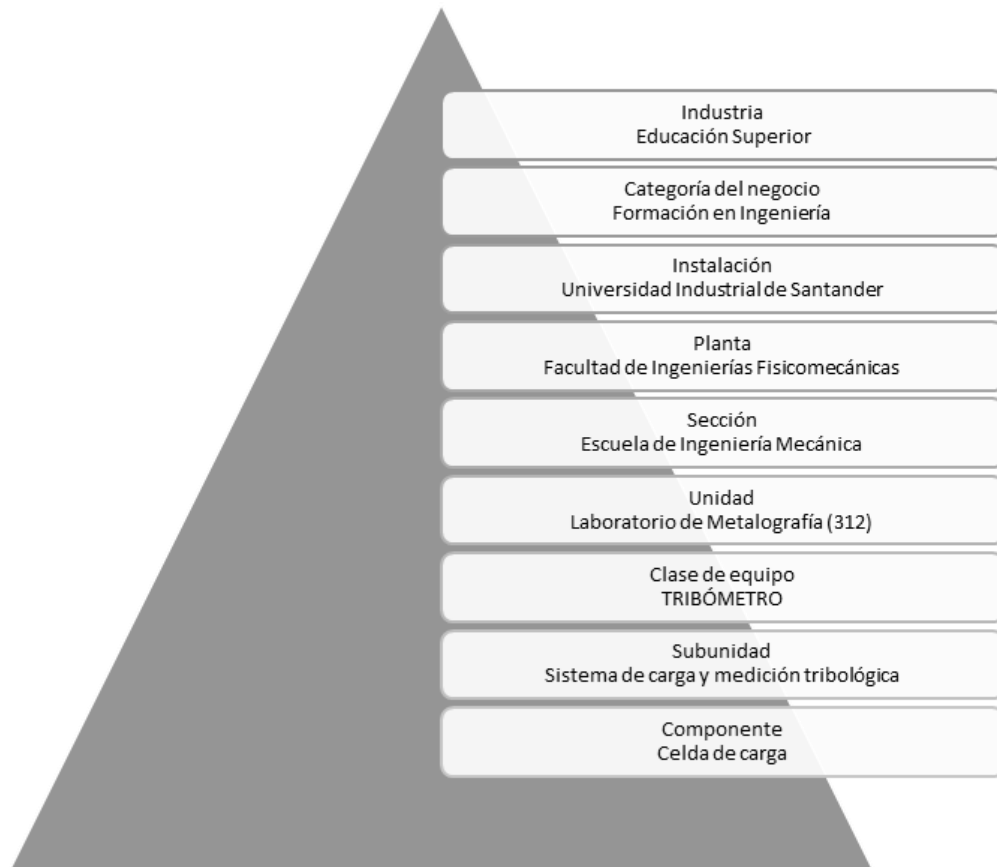 Industria
Educación Superior
Categoría del negocio
Formación en Ingeniería
Instalación
Universidad Industrial de Santander
Planta
Facultad de Ingenierías Fisicomecánicas
Sección
Escuela de Ingeniería Mecánica
Unidad
Laboratorio de Metalografía (312)
Clase de equipo
TRIBÓMETRO
Subunidad
Sistema de carga y medición tribológica
Componente
Celda de carga